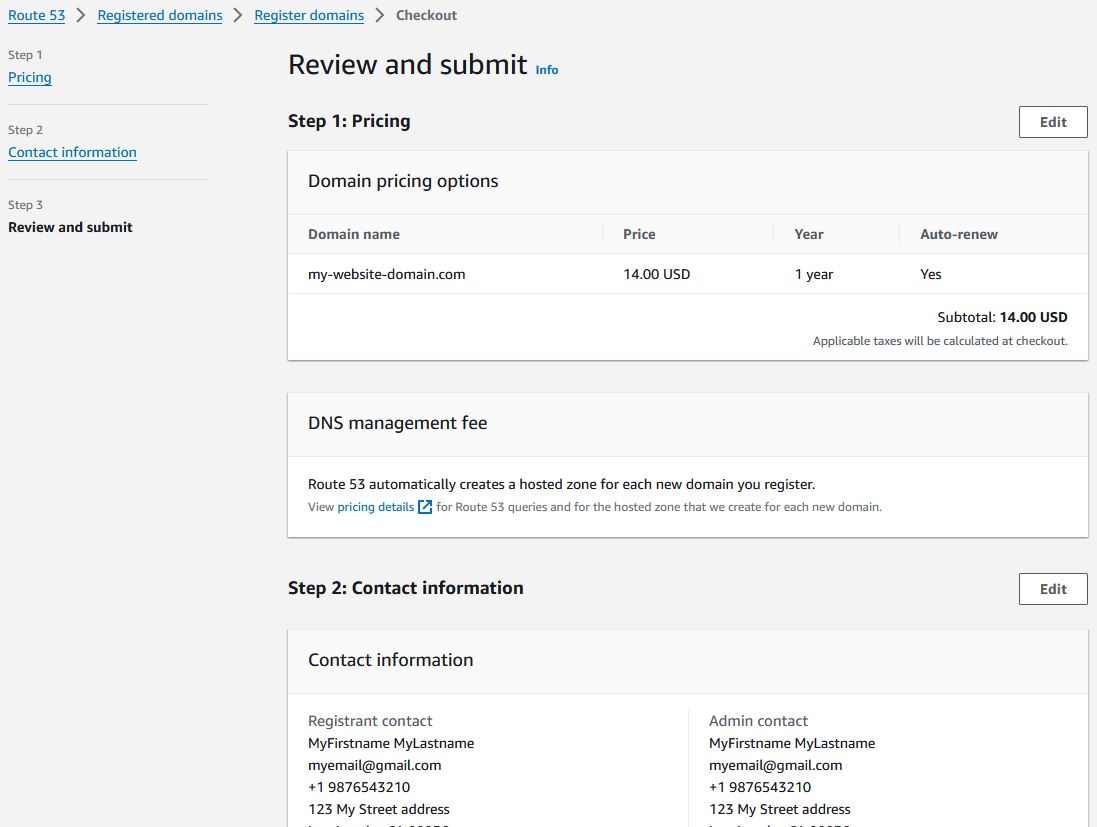 Route 53 > Registered domains > Register domains > Checkout
Step 1
Pricing
Step 2
Contact information
Step 3
Review and submit
Review and submit Info
Step 1: Pricing
Edit
Domain pricing options
Domain name Price Year Auto-renew
my-website-domain.com 14.00 USD 1 year Yes
Subtotal: 14.00 USD
Applicable taxes will be calculated at checkout.
DNS management fee
Route 53 automatically creates a hosted zone for each new domain you register.
View pricing details for Route 53 queries and for the hosted zone that we create for each new domain.
Step 2: Contact information
Edit
Contact information
Registrant contact
MyFirstname MyLastname
myemail@gmail.com
+1 9876543210
123 My Street address
Admin contact
MyFirstname MyLastname
myemail@gmail.com
+1 9876543210
123 My Street address